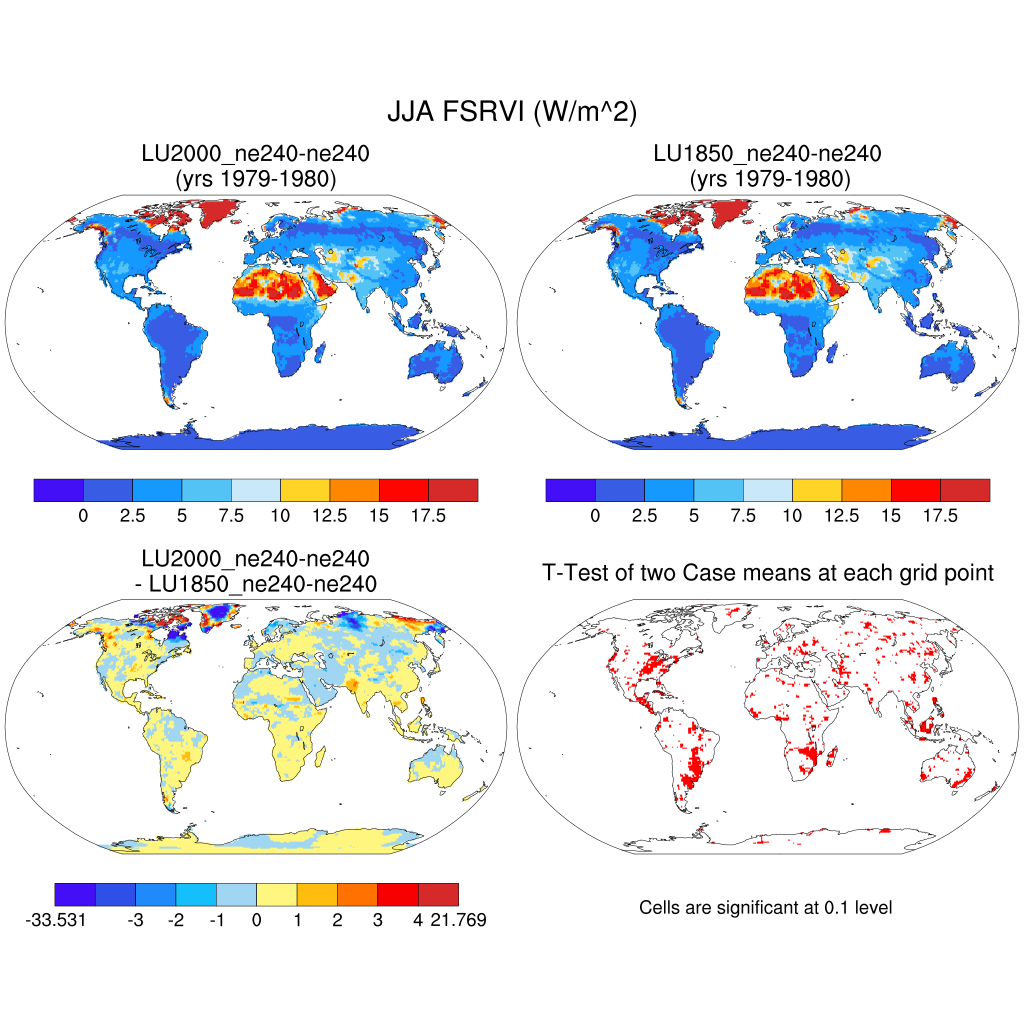 JJA FSRVI (W/m^2)
LU2000_ne240-ne240
(yrs 1979-1980)
LU1850_ne240-ne240
(yrs 1979-1980)
0 2.5 5 7.5 10 12.5 15 17.5
0 2.5 5 7.5 10 12.5 15 17.5
LU2000_ne240-ne240
- LU1850_ne240-ne240
T-Test of two Case means at each grid point
-33.531 -3 -2 -1 0 1 2 3 4 21.769
Cells are significant at 0.1 level